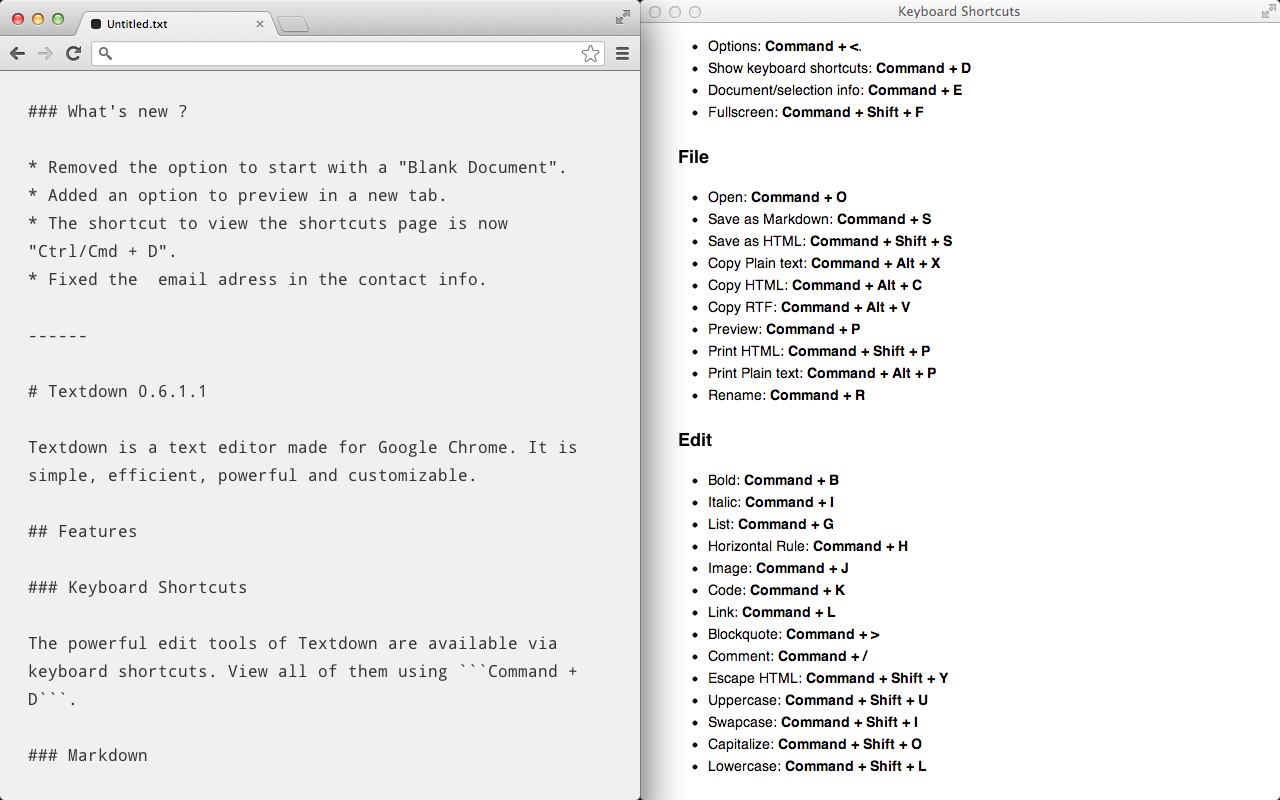 Untitled.txt
### What's new ?
* Removed the option to start with a "Blank Document".
* Added an option to preview in a new tab.
* The shortcut to view the shortcuts page is now
"Ctrl/Cmd + D".
* Fixed the  email adress in the contact info.
------
# Textdown 0.6.1.1
Textdown is a text editor made for Google Chrome. It is
simple, efficient, powerful and customizable.
## Features
### Keyboard Shortcuts
The powerful edit tools of Textdown are available via
keyboard shortcuts. View all of them using ```Command +
D```.
### Markdown
Keyboard Shortcuts
• Options: Command + <.
• Show keyboard shortcuts: Command + D
• Document/selection info: Command + E
• Fullscreen: Command + Shift + F
File
• Open: Command + O
• Save as Markdown: Command + S
• Save as HTML: Command + Shift + S
• Copy Plain text: Command + Alt + X
• Copy HTML: Command + Alt + C
• Copy RTF: Command + Alt + V
• Preview: Command + P
• Print HTML: Command + Shift + P
• Print Plain text: Command + Alt + P
• Rename: Command + R
Edit
• Bold: Command + B
• Italic: Command + I
• List: Command + G
• Horizontal Rule: Command + H
• Image: Command + J
• Code: Command + K
• Link: Command + L
• Blockquote: Command + >
• Comment: Command + /
• Escape HTML: Command + Shift + Y
• Uppercase: Command + Shift + U
• Swapcase: Command + Shift + I
• Capitalize: Command + Shift + O
• Lowercase: Command + Shift + L